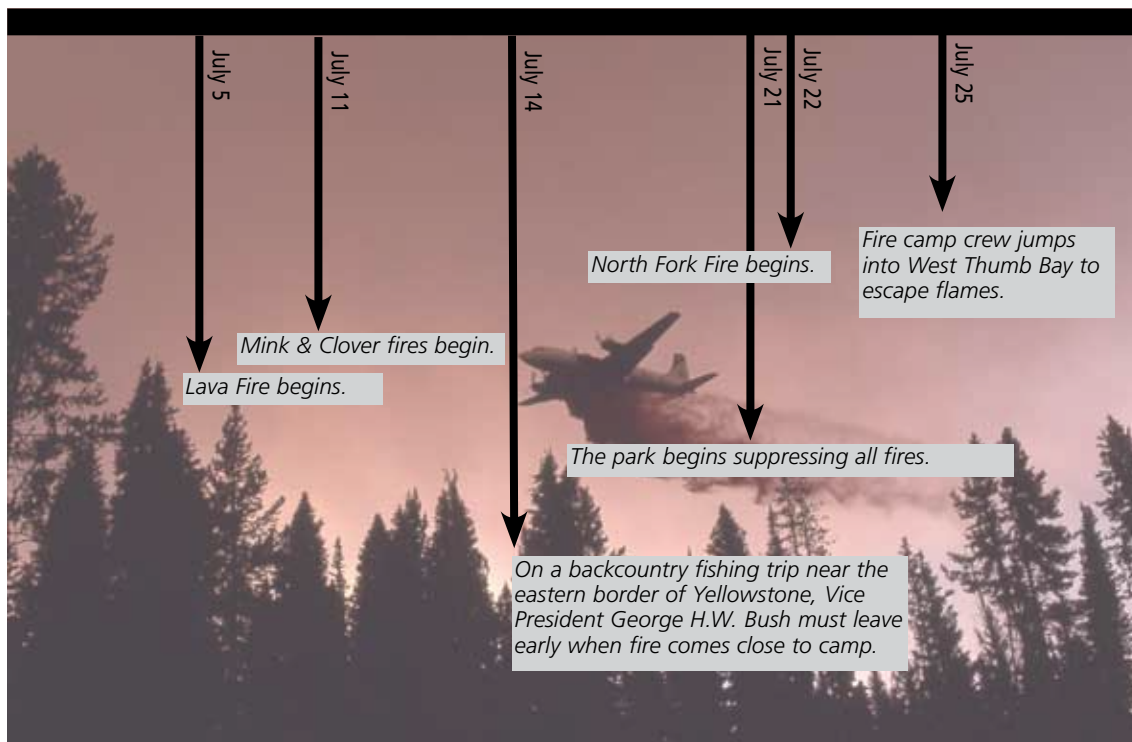 July 5
July 11
July 14
July 21
July 22
July 25
Fire camp crew jumps
into West Thumb Bay to
escape flames.
North Fork Fire begins.
Mink & Clover fires begin.
Lava Fire begins.
The park begins suppressing all fires.
On a backcountry fishing trip near the
eastern border of Yellowstone, Vice
President George H.W. Bush must leave
early when fire comes close to camp.